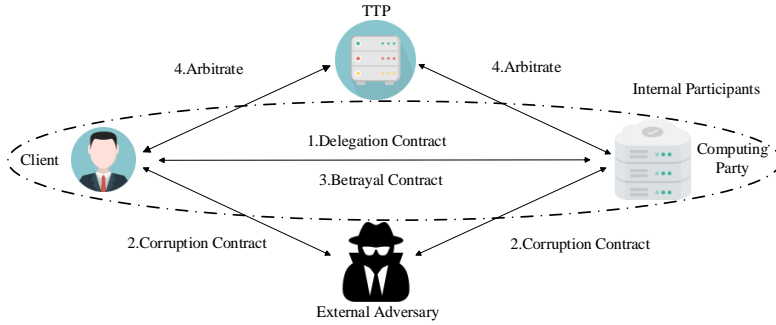 TTP
4.Arbitrate
4.Arbitrate
Internal Participants
Client
1.Delegation Contract
Computing
Party
3.Betrayal Contract
2.Corruption Contract
2.Corruption Contract
External Adversary